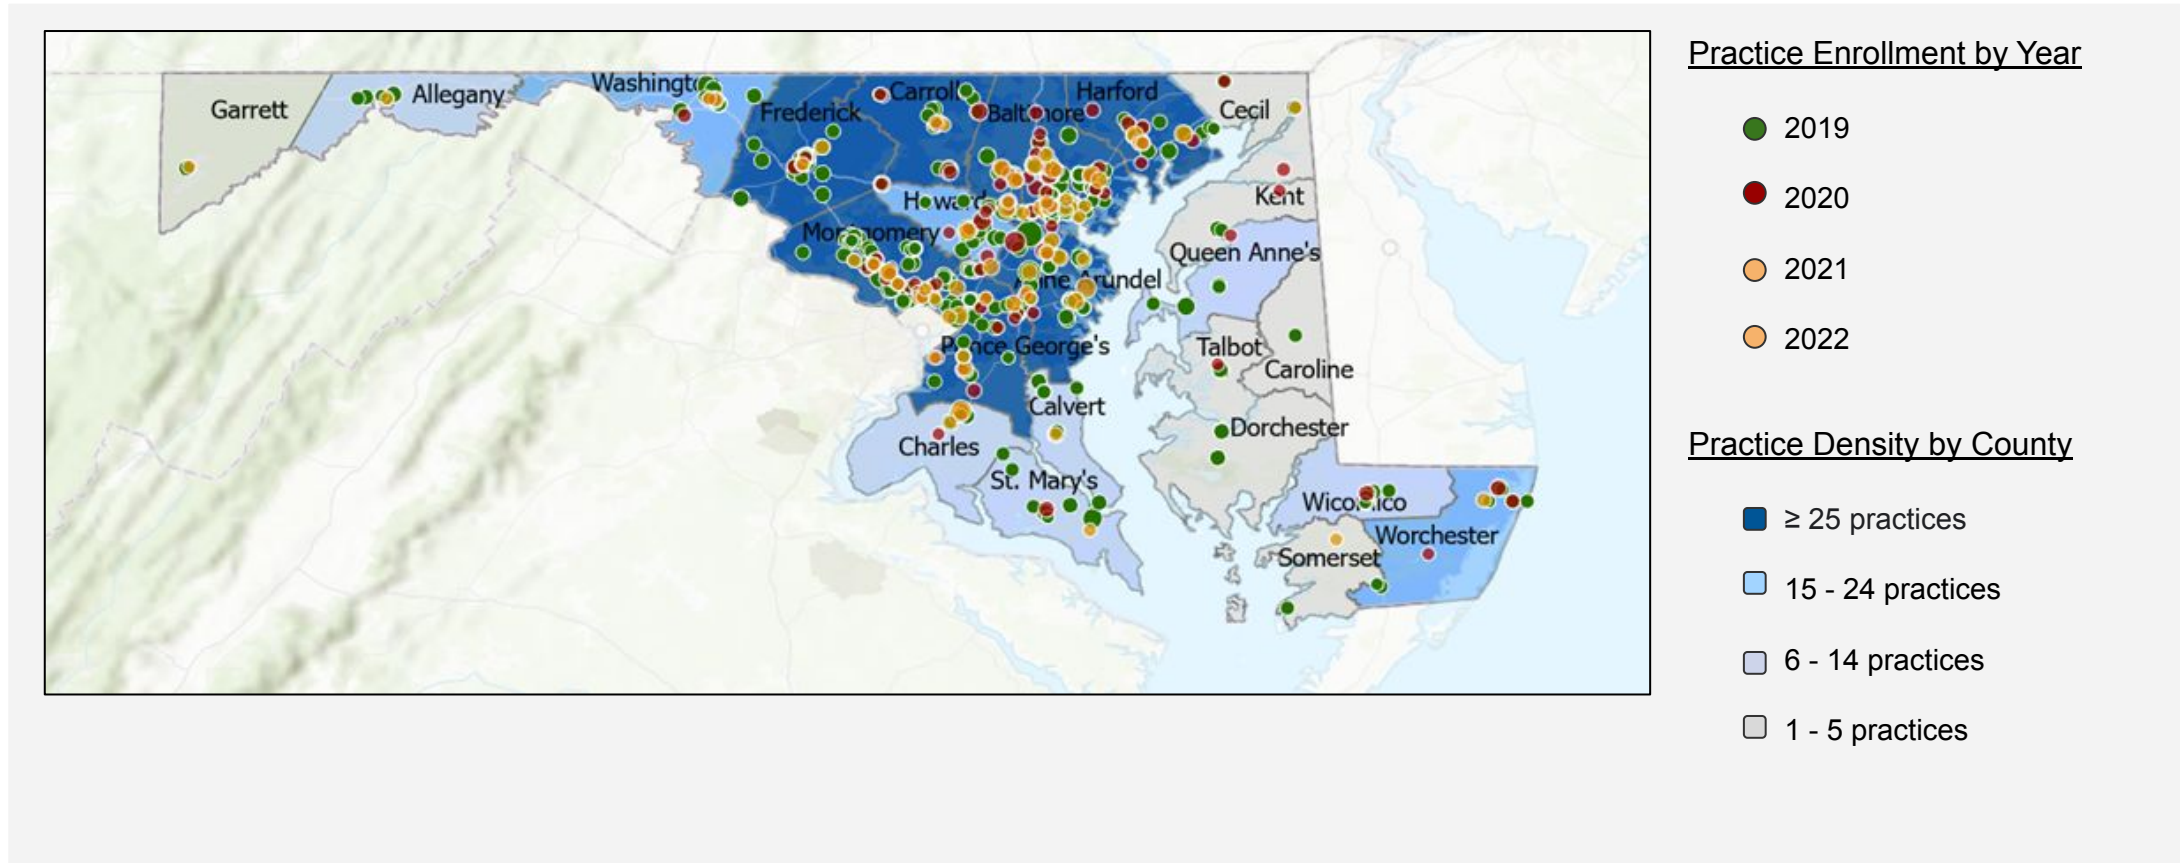 Garrett
Allegany
Washingt
Frederick
Carroll
Baltimore
Harford
Cecil
Howard
Kent
Montgomery
Queen Anne's
Anne Arundel
Prince George's
Talbot
Caroline
Calvert
Dorchester
Charles
St. Mary's
Wicomico
Worchester
Somerset
Practice Enrollment by Year
2019
2020
2021
2022
Practice Density by County
≥ 25 practices
15 - 24 practices
6 - 14 practices
1 - 5 practices